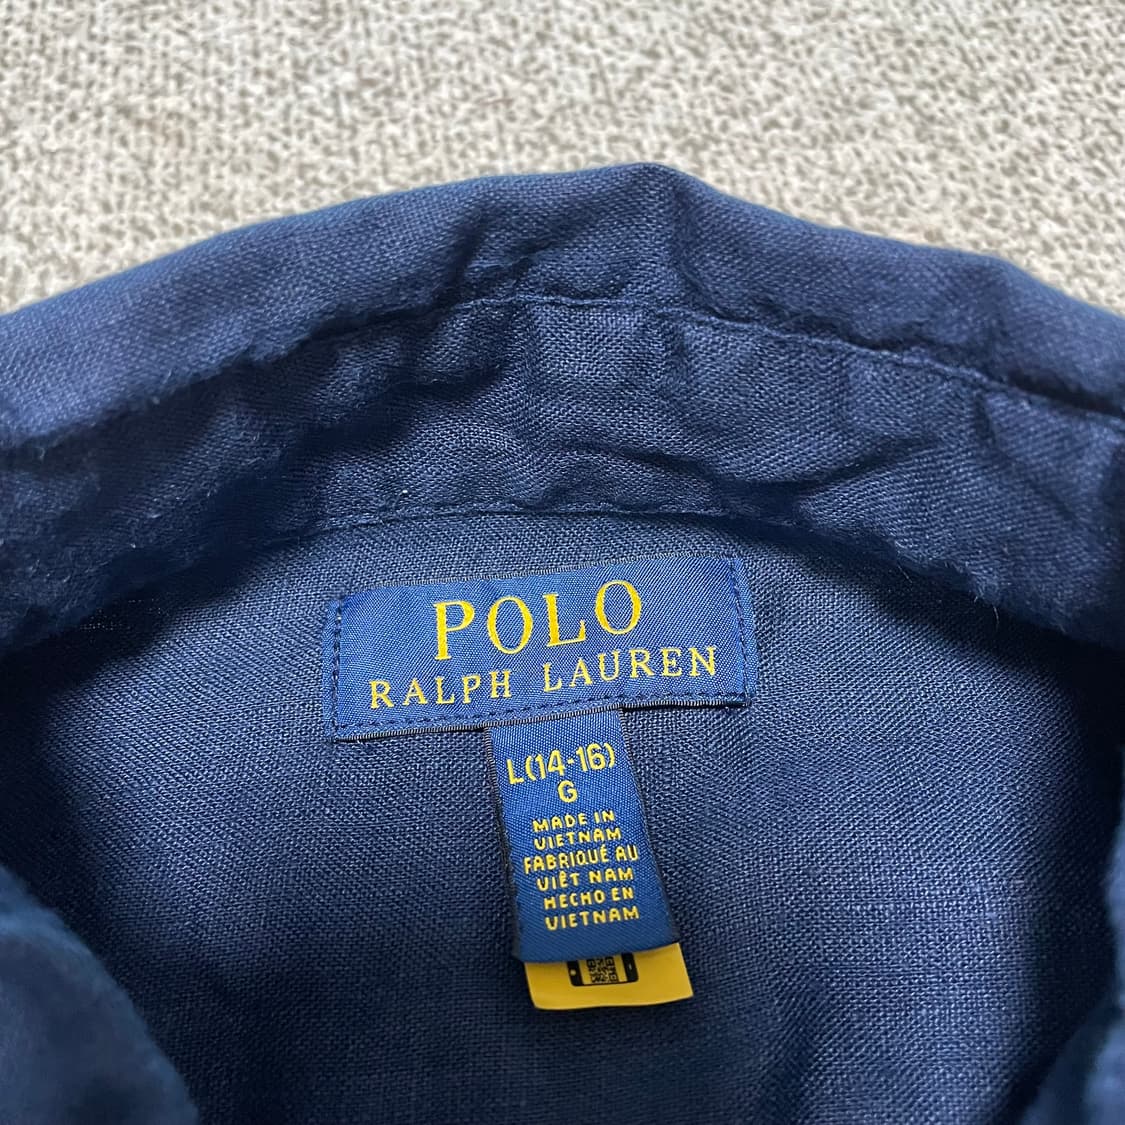 POLO
RALPH LAUREN
L(14-16)
G
MADE IN
VIETNAM
FABRIQUÉ AU
VIÊT NAM
HECHO EN
VIETNAM